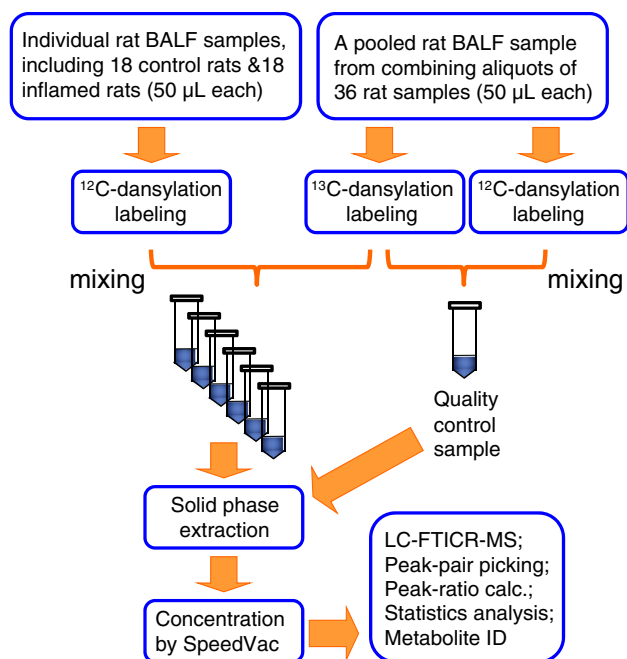 Individual rat BALF samples,
including 18 control rats &18
inflamed rats (50 µL each)
A pooled rat BALF sample
from combining aliquots of
36 rat samples (50 µL each)
¹²C-dansylation
labeling
¹³C-dansylation
labeling
¹²C-dansylation
labeling
mixing
mixing
Quality
control
sample
Solid phase
extraction
Concentration
by SpeedVac
LC-FTICR-MS;
Peak-pair picking;
Peak-ratio calc.;
Statistics analysis;
Metabolite ID